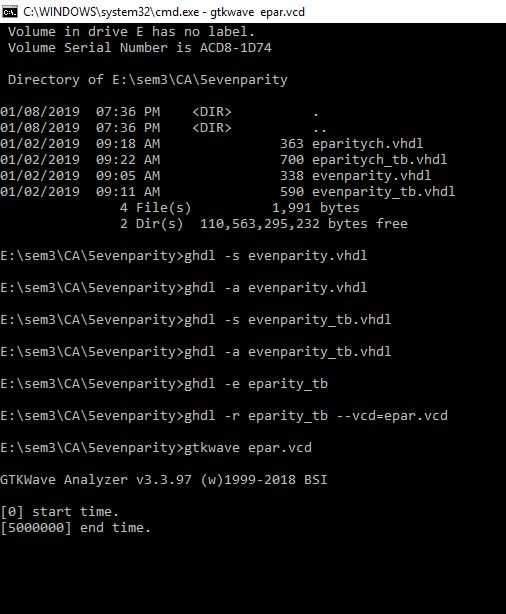 C:\WINDOWS\system32\cmd.exe - gtkwave  epar.vcd
 Volume in drive E has no label.
 Volume Serial Number is ACD8-1D74

 Directory of E:\sem3\CA\5evenparity

01/08/2019  07:36 PM    <DIR>          .
01/08/2019  07:36 PM    <DIR>          ..
01/02/2019  09:18 AM               363 eparitych.vhdl
01/02/2019  09:22 AM               700 eparitych_tb.vhdl
01/02/2019  09:05 AM               338 evenparity.vhdl
01/02/2019  09:11 AM               590 evenparity_tb.vhdl
               4 File(s)          1,991 bytes
               2 Dir(s)  110,563,295,232 bytes free

E:\sem3\CA\5evenparity>ghdl -s evenparity.vhdl

E:\sem3\CA\5evenparity>ghdl -a evenparity.vhdl

E:\sem3\CA\5evenparity>ghdl -s evenparity_tb.vhdl

E:\sem3\CA\5evenparity>ghdl -a evenparity_tb.vhdl

E:\sem3\CA\5evenparity>ghdl -e eparity_tb

E:\sem3\CA\5evenparity>ghdl -r eparity_tb --vcd=epar.vcd

E:\sem3\CA\5evenparity>gtkwave epar.vcd

GTKWave Analyzer v3.3.97 (w)1999-2018 BSI

[0] start time.
[5000000] end time.